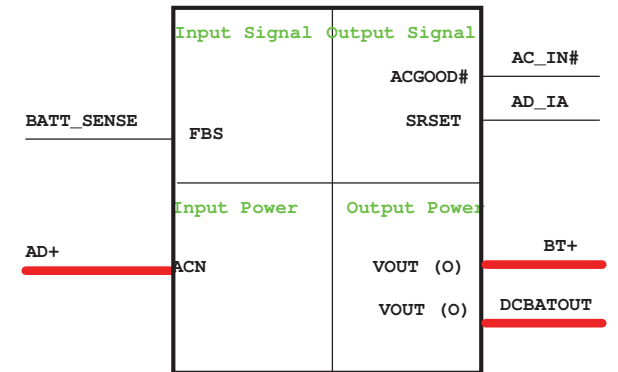 Input Signal Output Signal
AC_IN#
ACGOOD#
AD_IA
BATT_SENSE
SRSET
FBS
Input Power Output Power
AD+
BT+
ACN
VOUT (O)
DCBATOUT
VOUT (O)